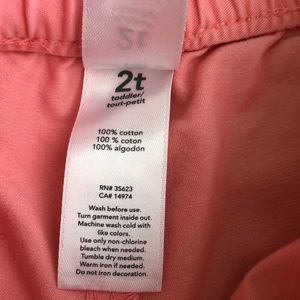 2t
toddler/
tout-petit
100% cotton
100 % coton
100% algodón
RN# 35623
CA# 14974
Wash before use.
Turn garment inside out.
Machine wash cold with
like colors.
Use only non-chlorine
bleach when needed.
Tumble dry medium.
Warm iron if needed.
Do not iron decoration.